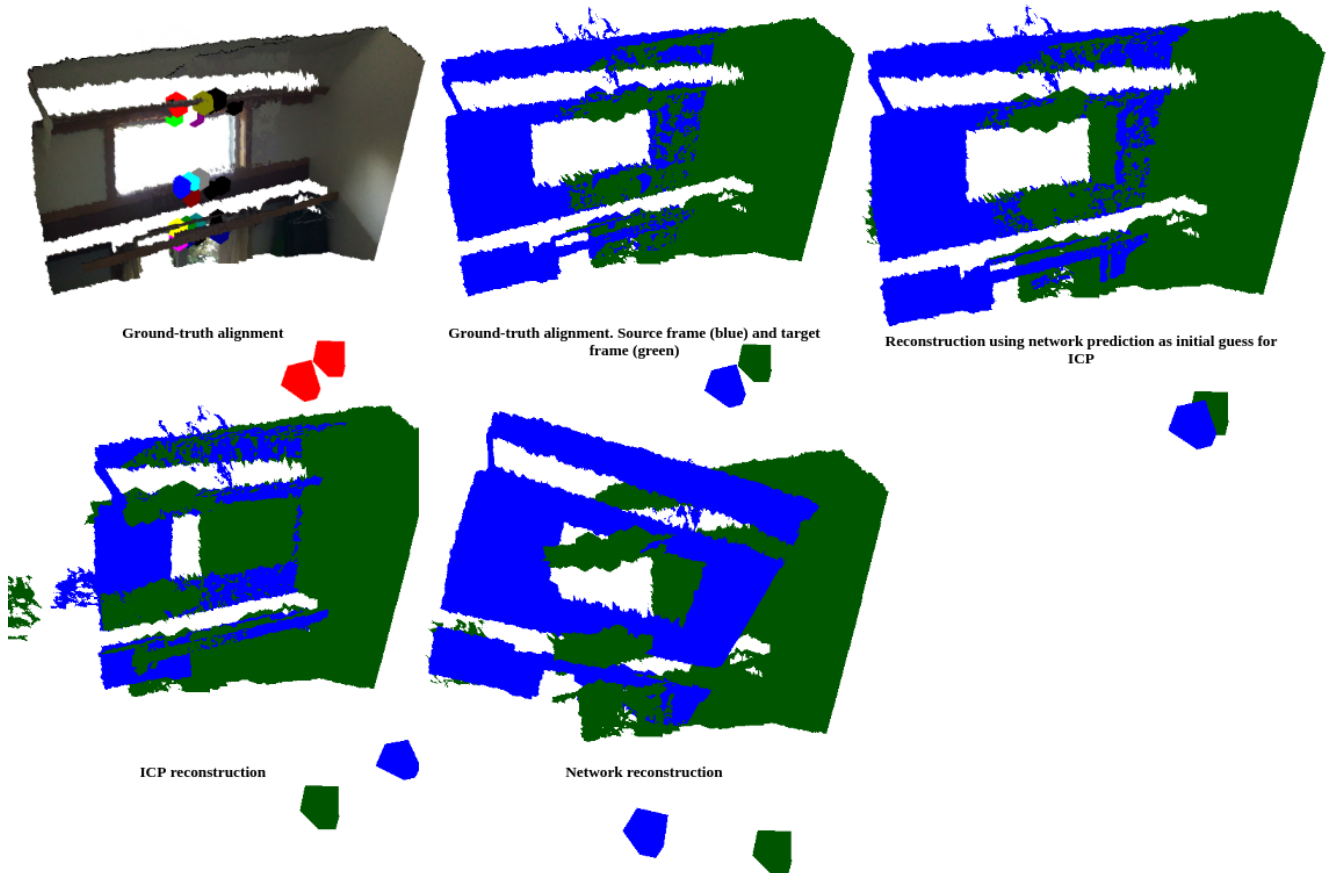 Ground-truth alignment
Ground-truth alignment. Source frame (blue) and target
frame (green)
Reconstruction using network prediction as initial guess for
ICP
ICP reconstruction
Network reconstruction